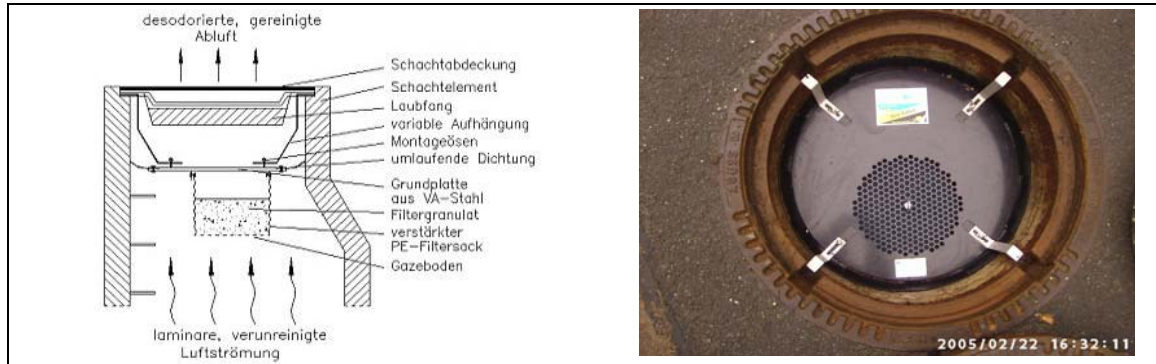 desodorierte, gereinigte
Abluft
Schachtabdeckung
Schachtelement
Laubfang
variable Aufhängung
Montageösen
umlaufende Dichtung
Grundplatte
aus VA-Stahl
Filtergranulat
verstärkter
PE-Filtersack
Gazeboden
laminare, verunreinigte
Luftströmung
2005/02/22 16:32:11